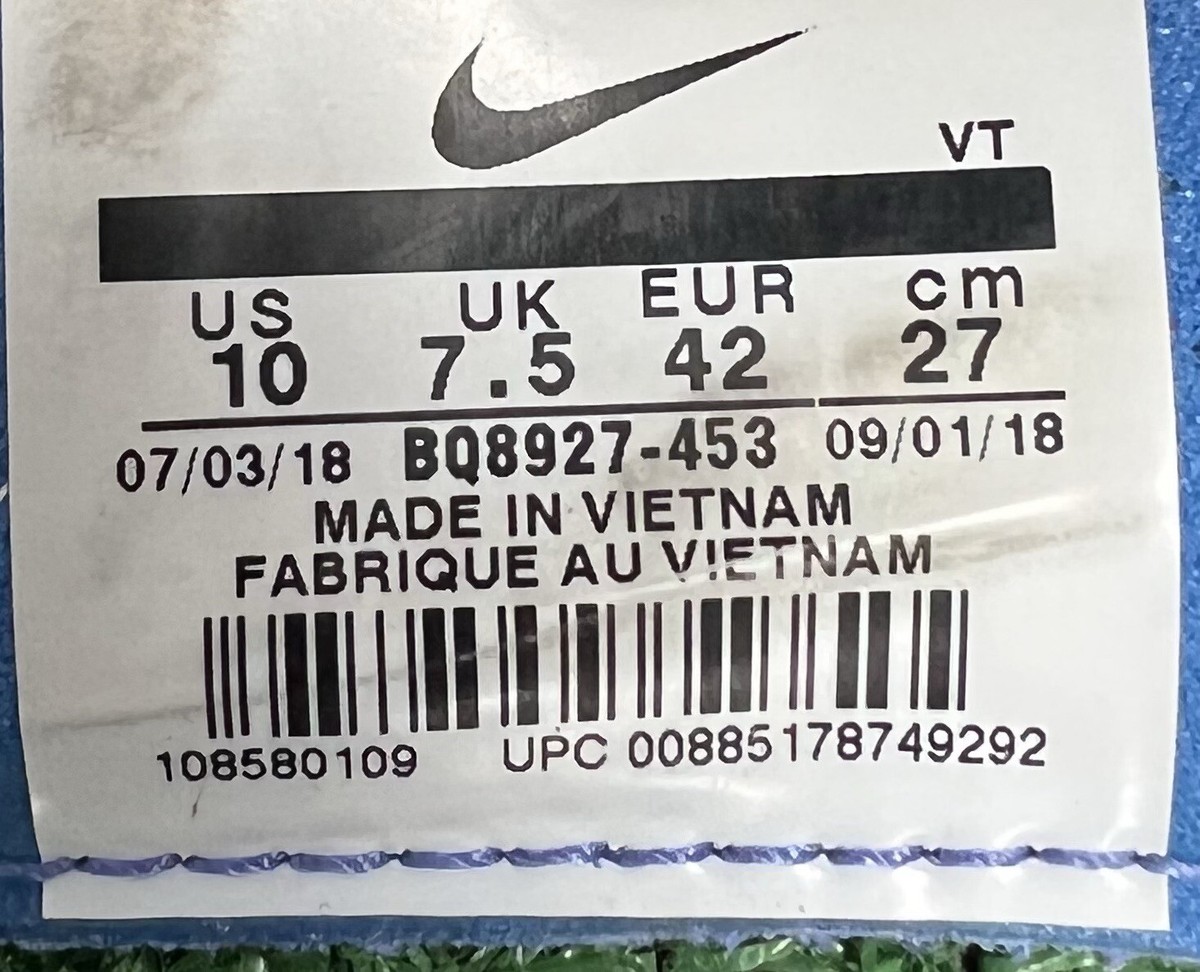 VT
US UK EUR cm
10 7.5 42 27
07/03/18 BQ8927-453 09/01/18
MADE IN VIETNAM
FABRIQUE AU VIETNAM
108580109 UPC 00885178749292